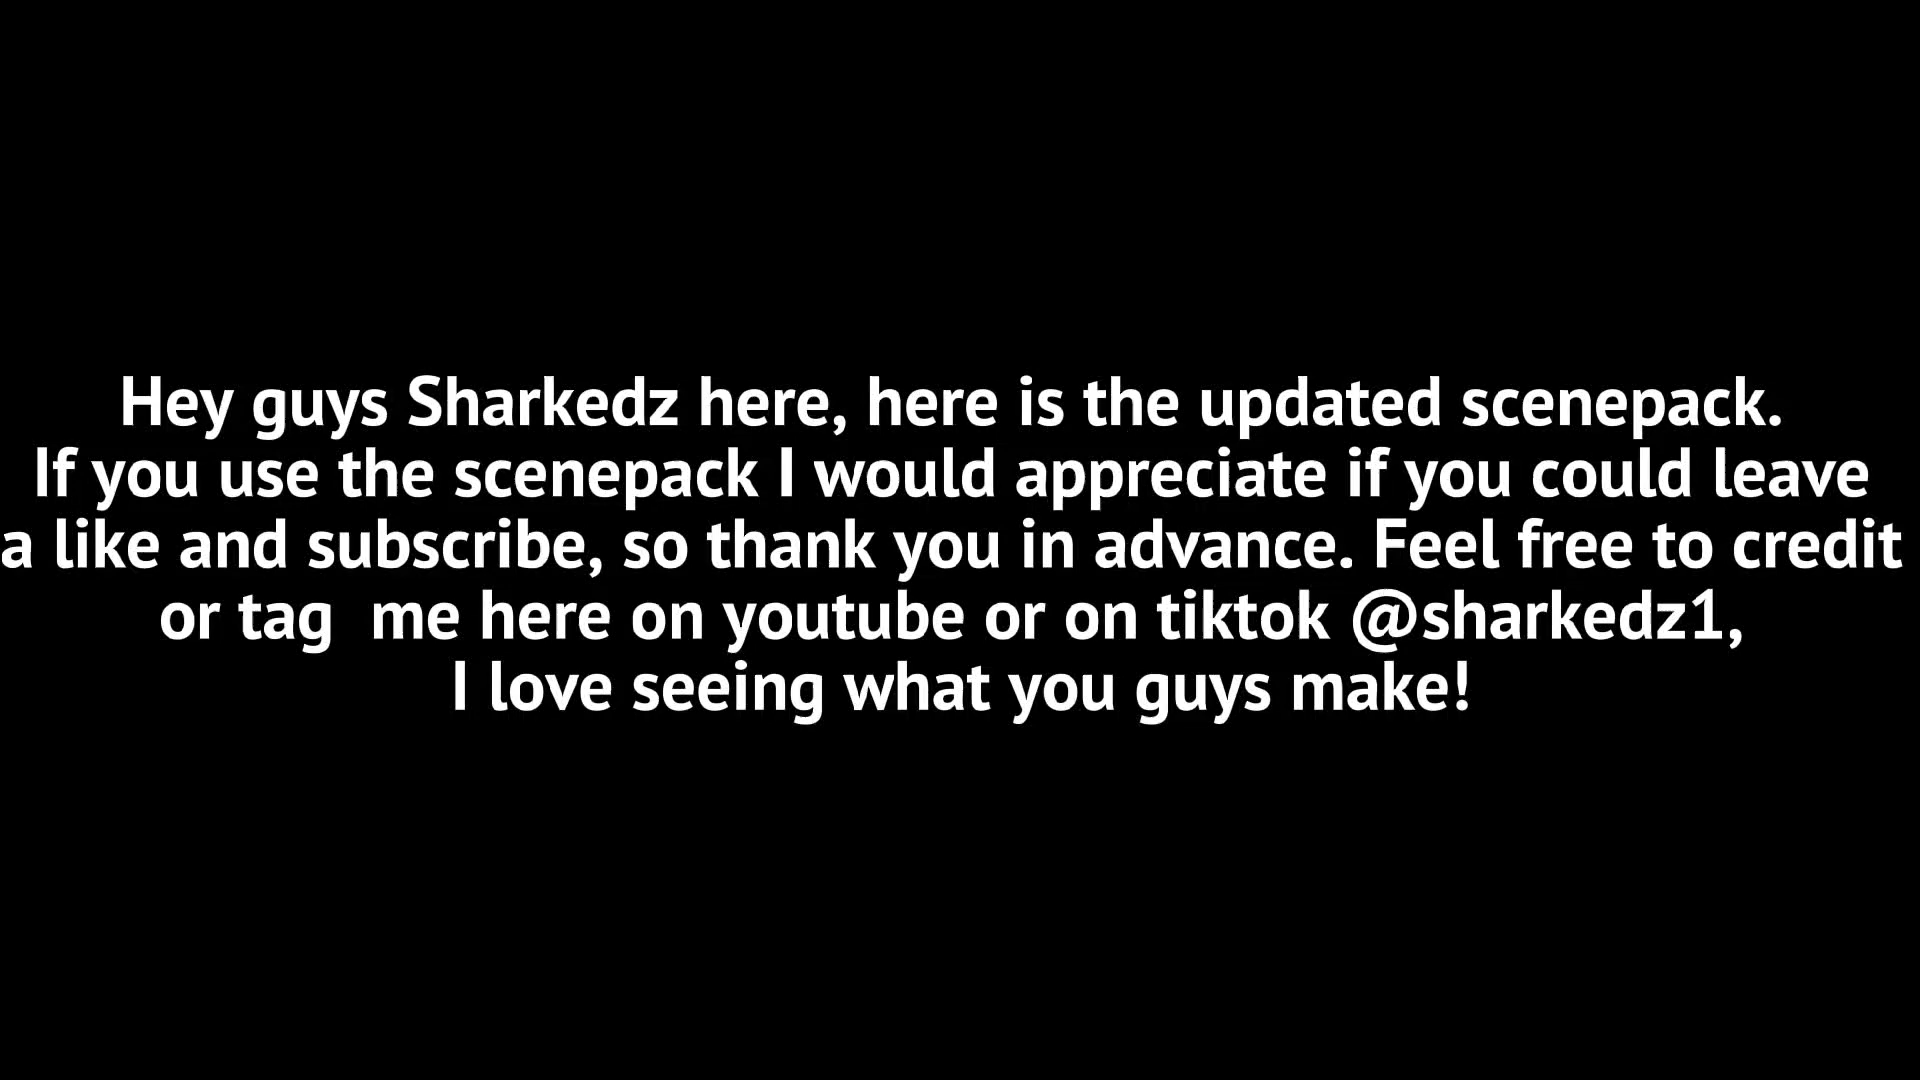 Hey guys Sharkedz here, here is the updated scenepack.
If you use the scenepack I would appreciate if you could leave
a like and subscribe, so thank you in advance. Feel free to credit
or tag  me here on youtube or on tiktok @sharkedz1,
I love seeing what you guys make!